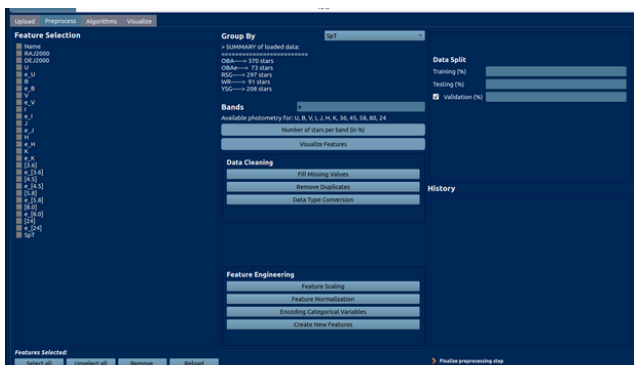 Upload Preprocess Algorithms Visualize
Feature Selection
Name
RAJ2000
DEJ2000
U
e_U
B
e_B
V
e_V
I
e_I
J
e_J
H
e_H
K
e_K
[3.6]
e_[3.6]
[4.5]
e_[4.5]
[5.8]
e_[5.8]
[8.0]
e_[8.0]
[24]
e_[24]
SpT
Features Selected:
Select all Unselect all Remove Reload
Group By SpT
> SUMMARY of loaded data:
=========================
OBA----> 370 stars
OBAe----> 73 stars
RSG----> 297 stars
WR----> 91 stars
YSG----> 208 stars
Bands e
Available photometry for: U, B, V, I, J, H, K, 36, 45, 58, 80, 24
Number of stars per band (in %)
Visualize Features
Data Cleaning
Fill Missing Values
Remove Duplicates
Data Type Conversion
Feature Engineering
Feature Scaling
Feature Normalization
Encoding Categorical Variables
Create New Features
Data Split
Training (%)
Testing (%)
Validation (%)
History
Finalize preprocessing step